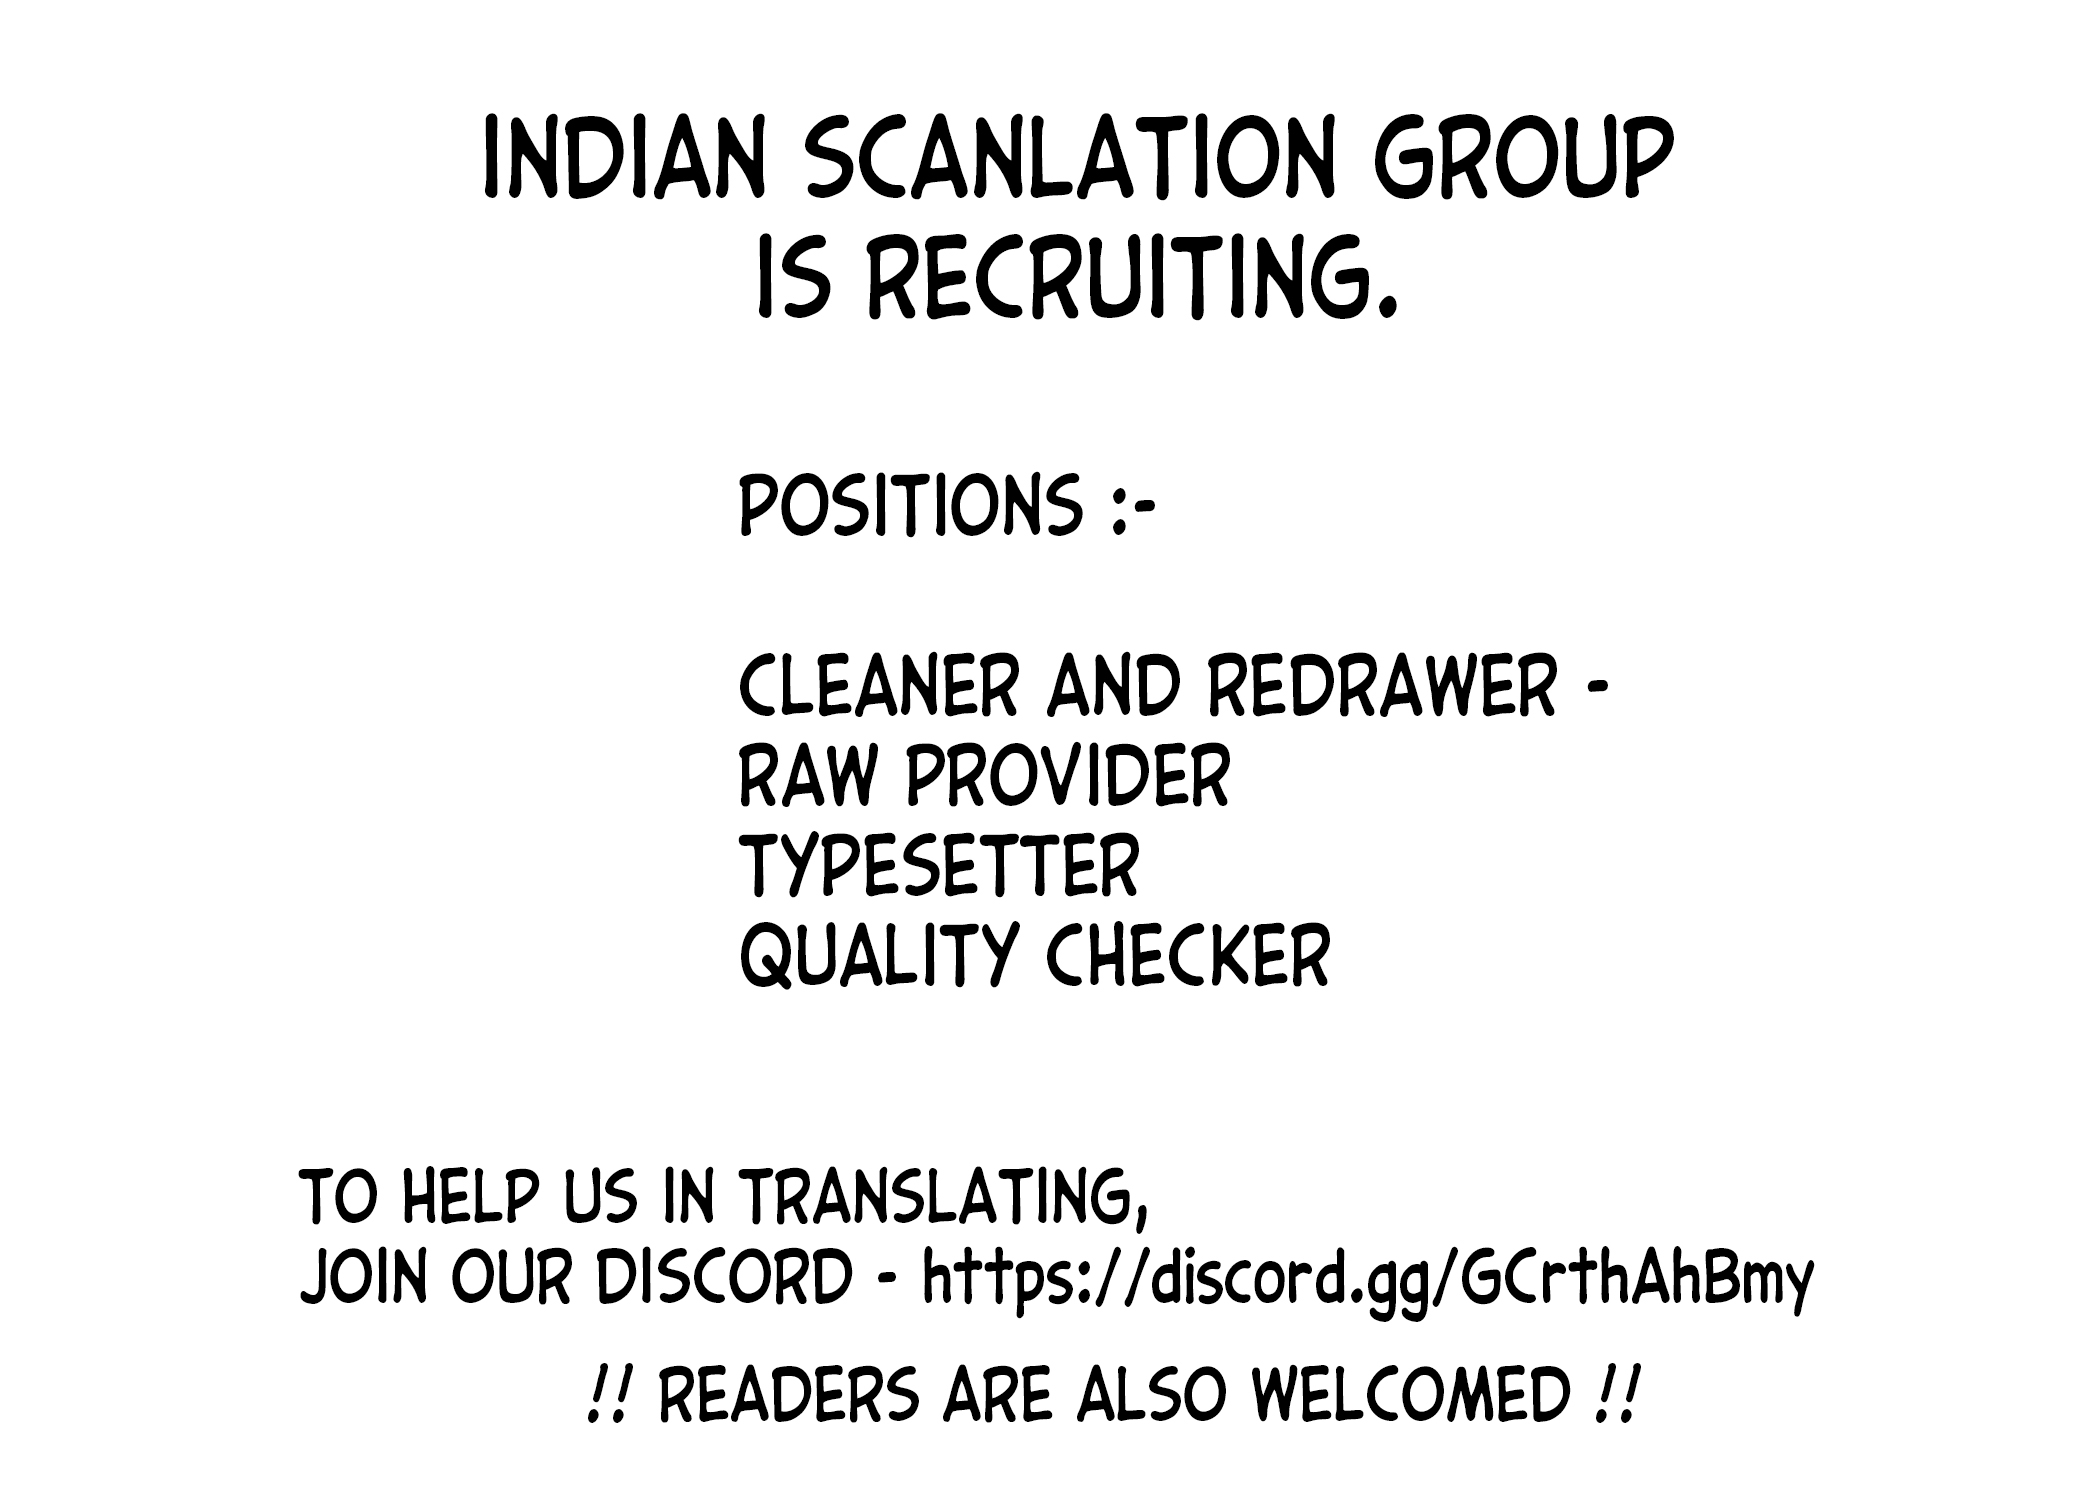 INDIAN SCANLATION GROUP
IS RECRUITING.
POSITIONS :-
CLEANER AND REDRAWER -
RAW PROVIDER
TYPESETTER
QUALITY CHECKER
TO HELP US IN TRANSLATING,
JOIN OUR DISCORD - https://discord.gg/GCrthAhBmy
!! READERS ARE ALSO WELCOMED !!